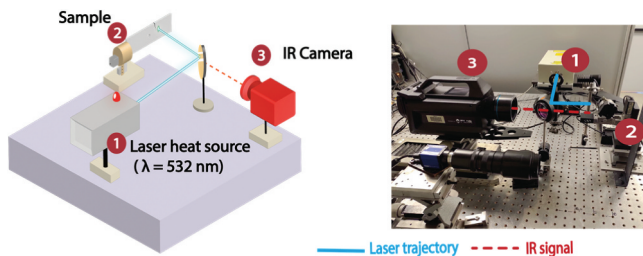 Sample
2
3
IR Camera
1
Laser heat source
(λ = 532 nm)
3
1
2
Laser trajectory
IR signal